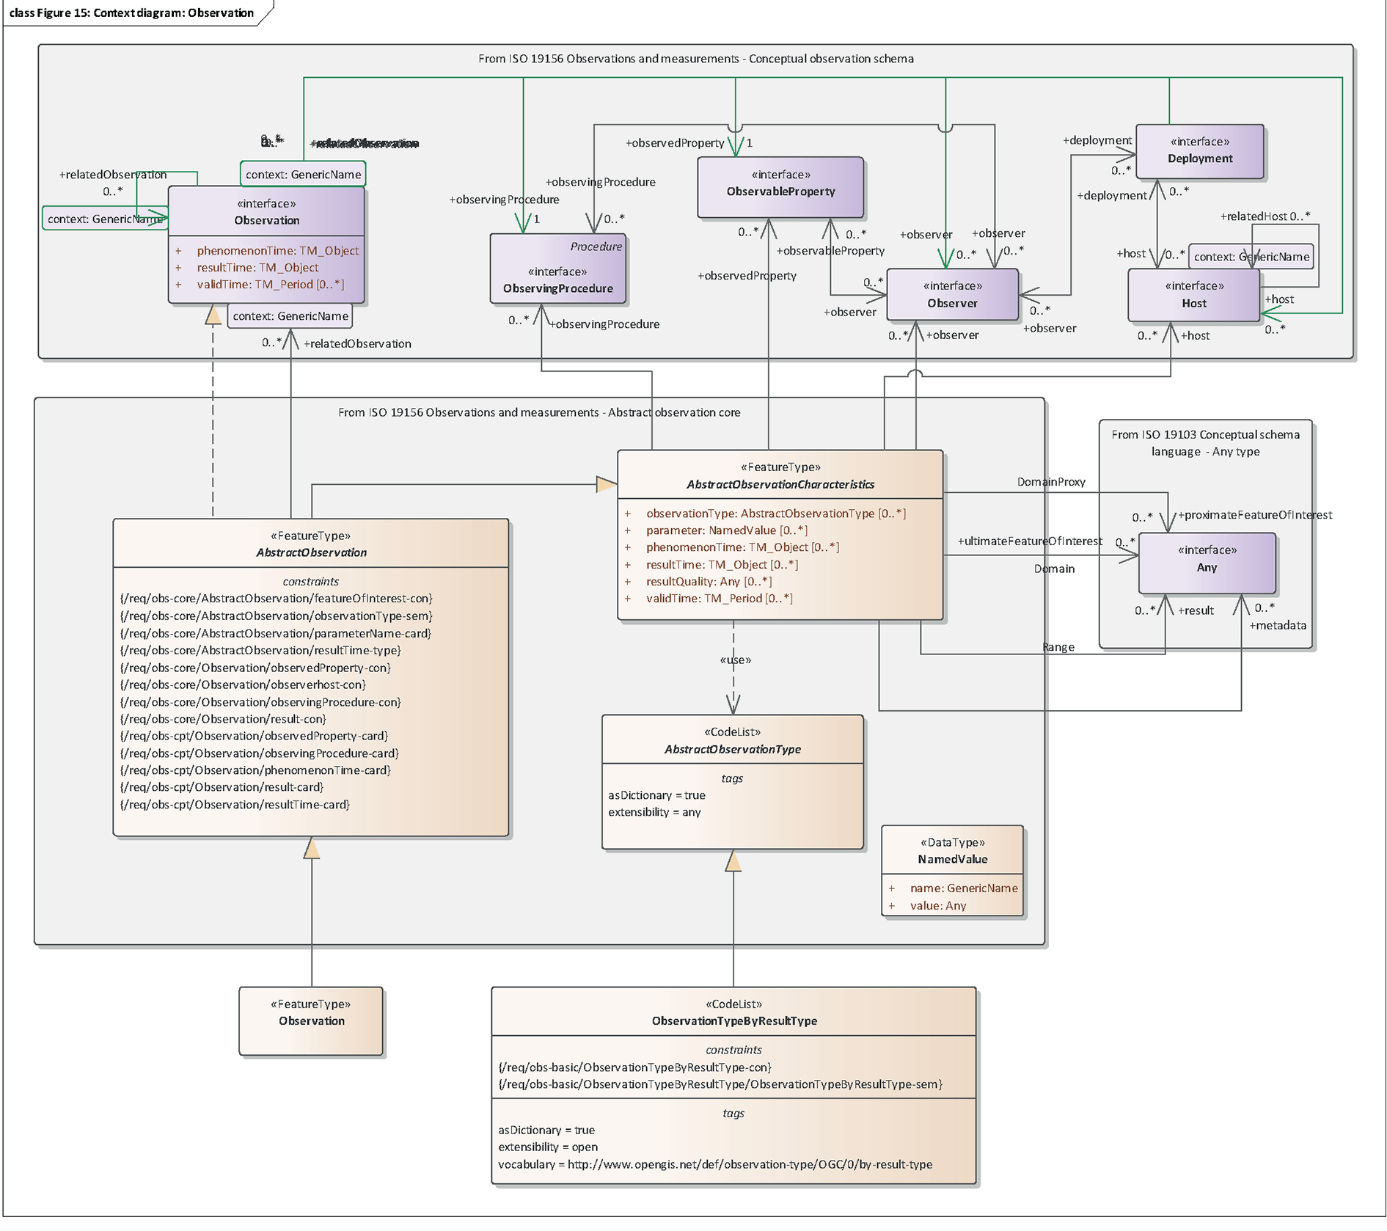 class Figure 15: Context diagram: Observation
From ISO 19156 Observations and measurements - Conceptual observation schema
0..*
+relatedObservation
+relatedObservation
0..*
context: GenericName
context: GenericName
«interface»
Observation
+ phenomenonTime: TM_Object
+ resultTime: TM_Object
+ validTime: TM_Period [0..*]
context: GenericName
0..*
+relatedObservation
+observingProcedure
1
+observingProcedure
0..*
Procedure
«interface»
ObservingProcedure
0..*
+observingProcedure
+observedProperty
1
«interface»
ObservableProperty
0..*
+observedProperty
0..*
+observableProperty
+observer
0..*
+observer
0..*
0..*
+observer
«interface»
Observer
0..*
+observer
0..*
+observer
+deployment
0..*
«interface»
Deployment
+deployment
0..*
+relatedHost 0..*
+host
0..*
context: GenericName
«interface»
Host
+host
0..*
0..*
+host
From ISO 19156 Observations and measurements - Abstract observation core
«FeatureType»
AbstractObservationCharacteristics
+ observationType: AbstractObservationType [0..*]
+ parameter: NamedValue [0..*]
+ phenomenonTime: TM_Object [0..*]
+ resultTime: TM_Object [0..*]
+ resultQuality: Any [0..*]
+ validTime: TM_Period [0..*]
From ISO 19103 Conceptual schema
language - Any type
DomainProxy
0..*
+proximateFeatureOfInterest
+ultimateFeatureOfInterest
0..*
Domain
«interface»
Any
0..*
+result
0..*
+metadata
Range
«FeatureType»
AbstractObservation
constraints
{/req/obs-core/AbstractObservation/featureOfInterest-con}
{/req/obs-core/AbstractObservation/observationType-sem}
{/req/obs-core/AbstractObservation/parameterName-card}
{/req/obs-core/AbstractObservation/resultTime-type}
{/req/obs-core/Observation/observedProperty-con}
{/req/obs-core/Observation/observerhost-con}
{/req/obs-core/Observation/observingProcedure-con}
{/req/obs-core/Observation/result-con}
{/req/obs-cpt/Observation/observedProperty-card}
{/req/obs-cpt/Observation/observingProcedure-card}
{/req/obs-cpt/Observation/phenomenonTime-card}
{/req/obs-cpt/Observation/result-card}
{/req/obs-cpt/Observation/resultTime-card}
«use»
«CodeList»
AbstractObservationType
tags
asDictionary = true
extensibility = any
«DataType»
NamedValue
+ name: GenericName
+ value: Any
«FeatureType»
Observation
«CodeList»
ObservationTypeByResultType
constraints
{/req/obs-basic/ObservationTypeByResultType-con}
{/req/obs-basic/ObservationTypeByResultType/ObservationTypeByResultType-sem}
tags
asDictionary = true
extensibility = open
vocabulary = http://www.opengis.net/def/observation-type/OGC/0/by-result-type